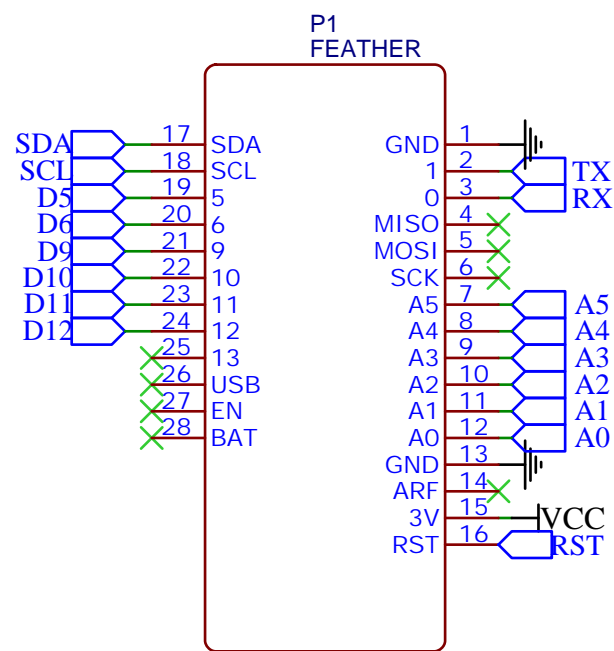 P1
FEATHER
SDA 17 SDA GND 1
SCL 18 SCL 1 2 TX
D5 19 5 0 3 RX
D6 20 6 MISO 4
D9 21 9 MOSI 5
D10 22 10 SCK 6
D11 23 11 A5 7 A5
D12 24 12 A4 8 A4
25 13 A3 9 A3
26 USB A2 10 A2
27 EN A1 11 A1
28 BAT A0 12 A0
GND 13
ARF 14
3V 15 VCC
RST 16 RST